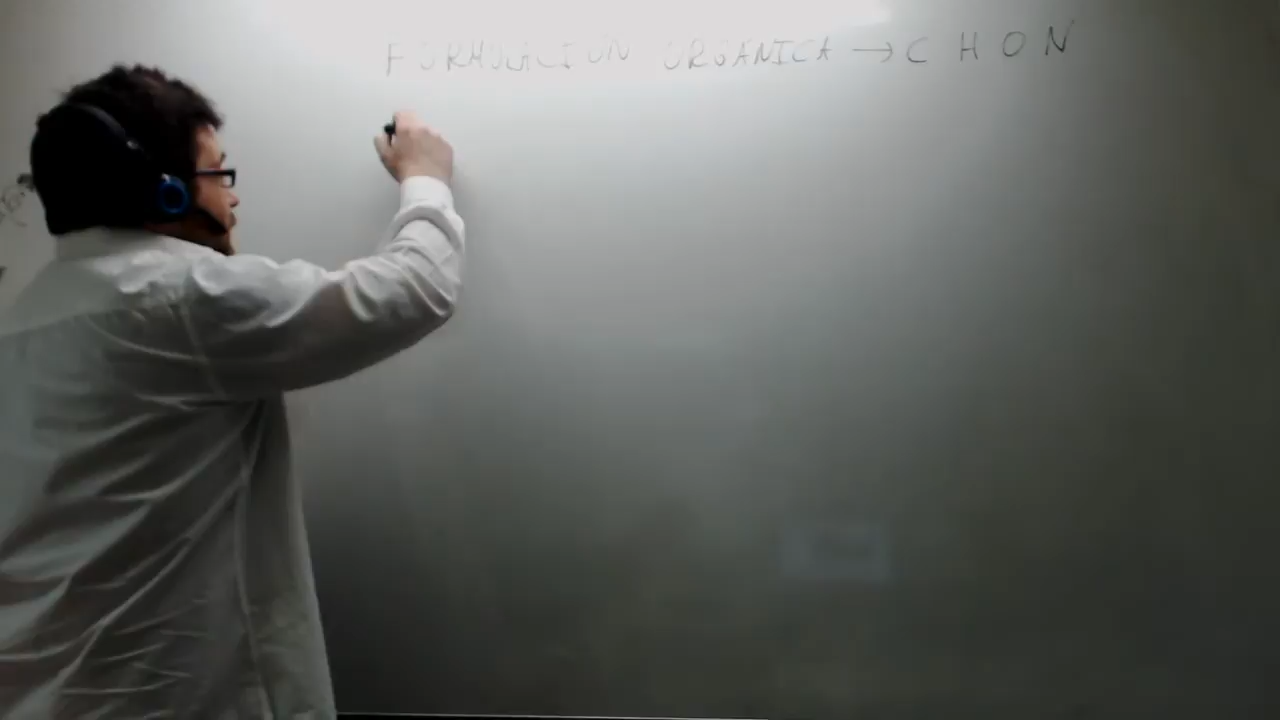 FORMULACION ORGANICA → C H O N